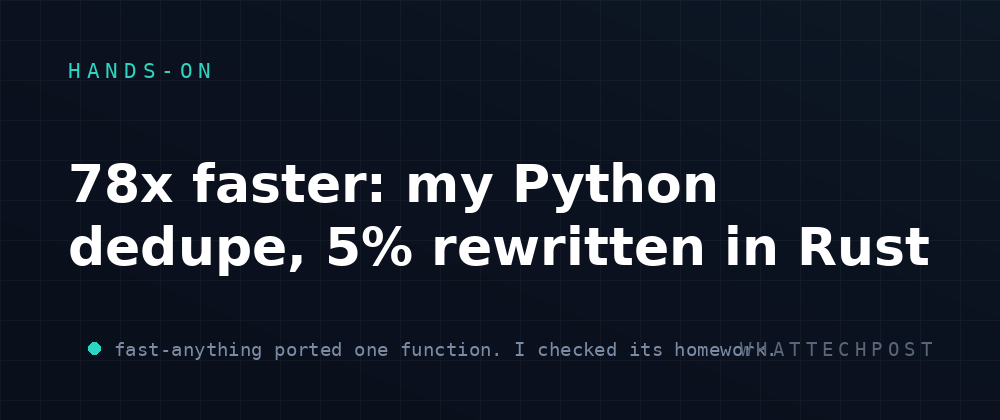 HANDS-ON
78x faster: my Python
dedupe, 5% rewritten in Rust
fast-anything ported one function. I checked its homework.
WHATTECHPOST